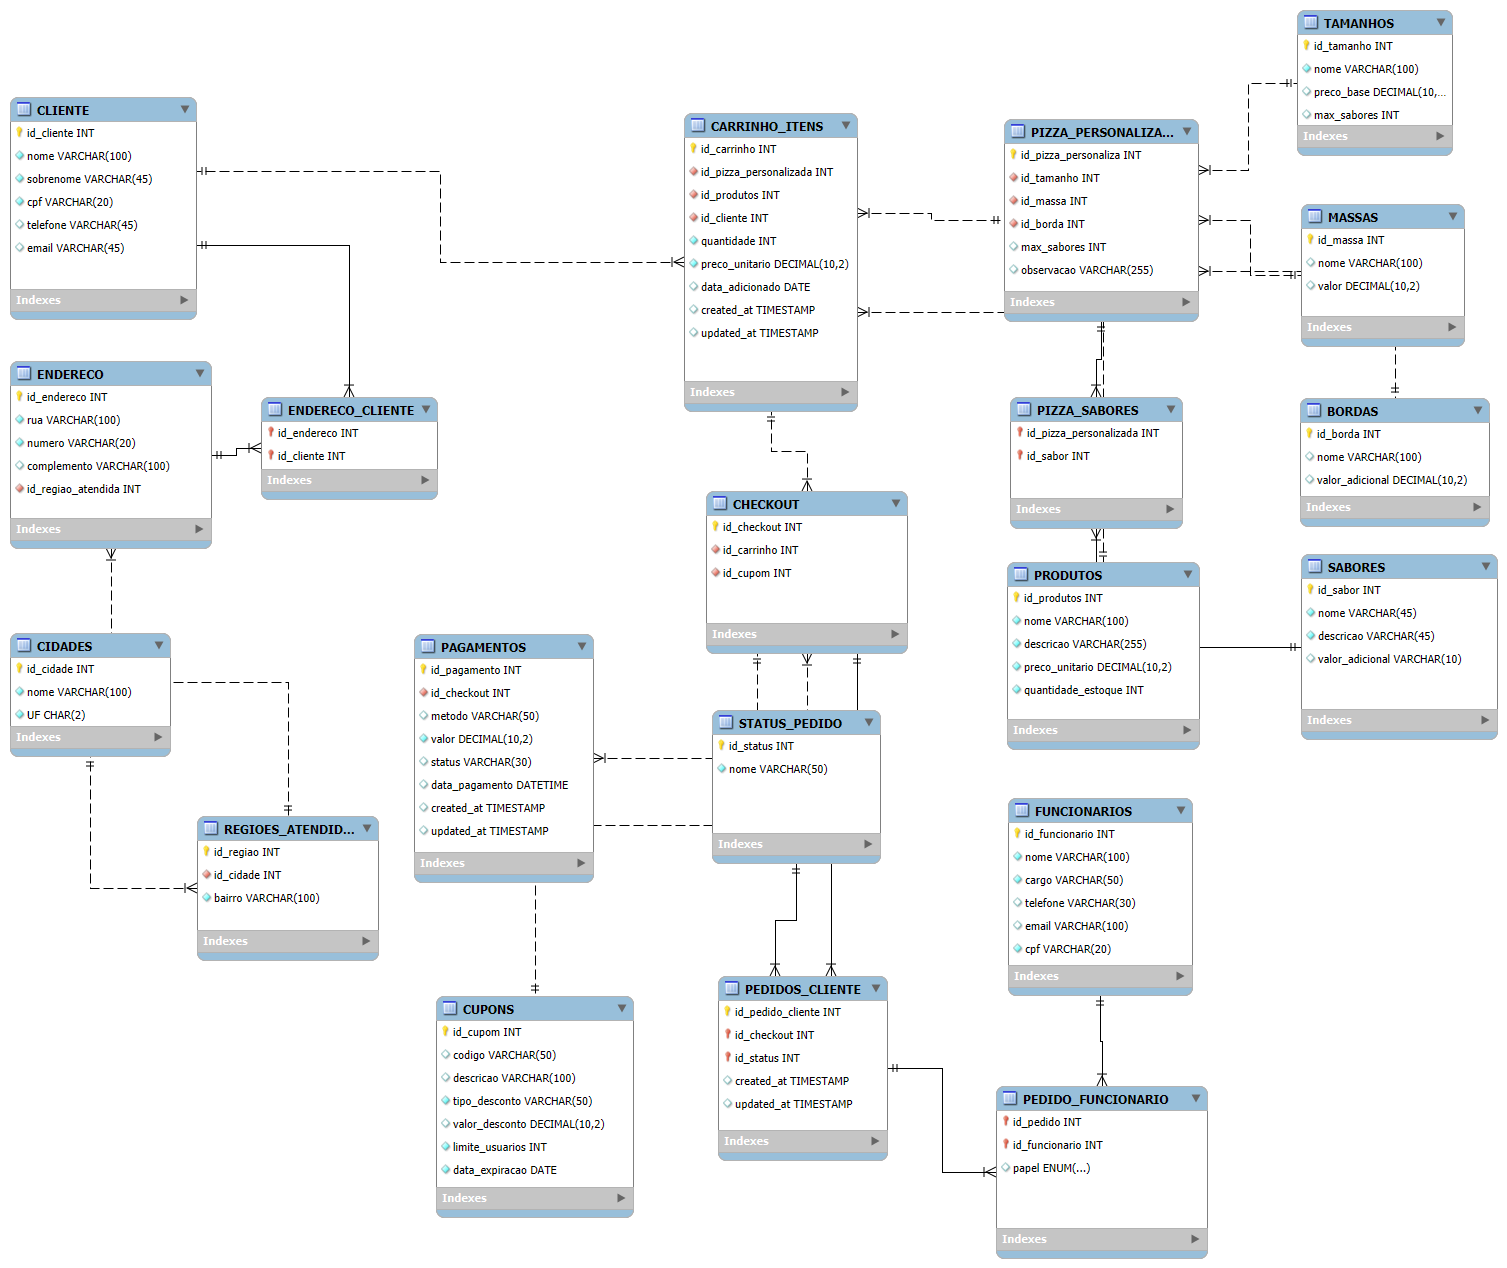 CLIENTE
id_cliente INT
nome VARCHAR(100)
sobrenome VARCHAR(45)
cpf VARCHAR(20)
telefone VARCHAR(45)
email VARCHAR(45)
Indexes
ENDERECO
id_endereco INT
rua VARCHAR(100)
numero VARCHAR(20)
complemento VARCHAR(100)
id_regiao_atendida INT
Indexes
ENDERECO_CLIENTE
id_endereco INT
id_cliente INT
Indexes
CIDADES
id_cidade INT
nome VARCHAR(100)
UF CHAR(2)
Indexes
REGIOES_ATENDID...
id_regiao INT
id_cidade INT
bairro VARCHAR(100)
Indexes
PAGAMENTOS
id_pagamento INT
id_checkout INT
metodo VARCHAR(50)
valor DECIMAL(10,2)
status VARCHAR(30)
data_pagamento DATETIME
created_at TIMESTAMP
updated_at TIMESTAMP
Indexes
CUPONS
id_cupom INT
codigo VARCHAR(50)
descricao VARCHAR(100)
tipo_desconto VARCHAR(50)
valor_desconto DECIMAL(10,2)
limite_usuarios INT
data_expiracao DATE
Indexes
CARRINHO_ITENS
id_carrinho INT
id_pizza_personalizada INT
id_produtos INT
id_cliente INT
quantidade INT
preco_unitario DECIMAL(10,2)
data_adicionado DATE
created_at TIMESTAMP
updated_at TIMESTAMP
Indexes
CHECKOUT
id_checkout INT
id_carrinho INT
id_cupom INT
Indexes
STATUS_PEDIDO
id_status INT
nome VARCHAR(50)
Indexes
PEDIDOS_CLIENTE
id_pedido_cliente INT
id_checkout INT
id_status INT
created_at TIMESTAMP
updated_at TIMESTAMP
Indexes
PIZZA_PERSONALIZA...
id_pizza_personaliza INT
id_tamanho INT
id_massa INT
id_borda INT
max_sabores INT
observacao VARCHAR(255)
Indexes
PIZZA_SABORES
id_pizza_personalizada INT
id_sabor INT
Indexes
PRODUTOS
id_produtos INT
nome VARCHAR(100)
descricao VARCHAR(255)
preco_unitario DECIMAL(10,2)
quantidade_estoque INT
Indexes
FUNCIONARIOS
id_funcionario INT
nome VARCHAR(100)
cargo VARCHAR(50)
telefone VARCHAR(30)
email VARCHAR(100)
cpf VARCHAR(20)
Indexes
PEDIDO_FUNCIONARIO
id_pedido INT
id_funcionario INT
papel ENUM(...)
Indexes
TAMANHOS
id_tamanho INT
nome VARCHAR(100)
preco_base DECIMAL(10,...
max_sabores INT
Indexes
MASSAS
id_massa INT
nome VARCHAR(100)
valor DECIMAL(10,2)
Indexes
BORDAS
id_borda INT
nome VARCHAR(100)
valor_adicional DECIMAL(10,2)
Indexes
SABORES
id_sabor INT
nome VARCHAR(45)
descricao VARCHAR(45)
valor_adicional VARCHAR(10)
Indexes